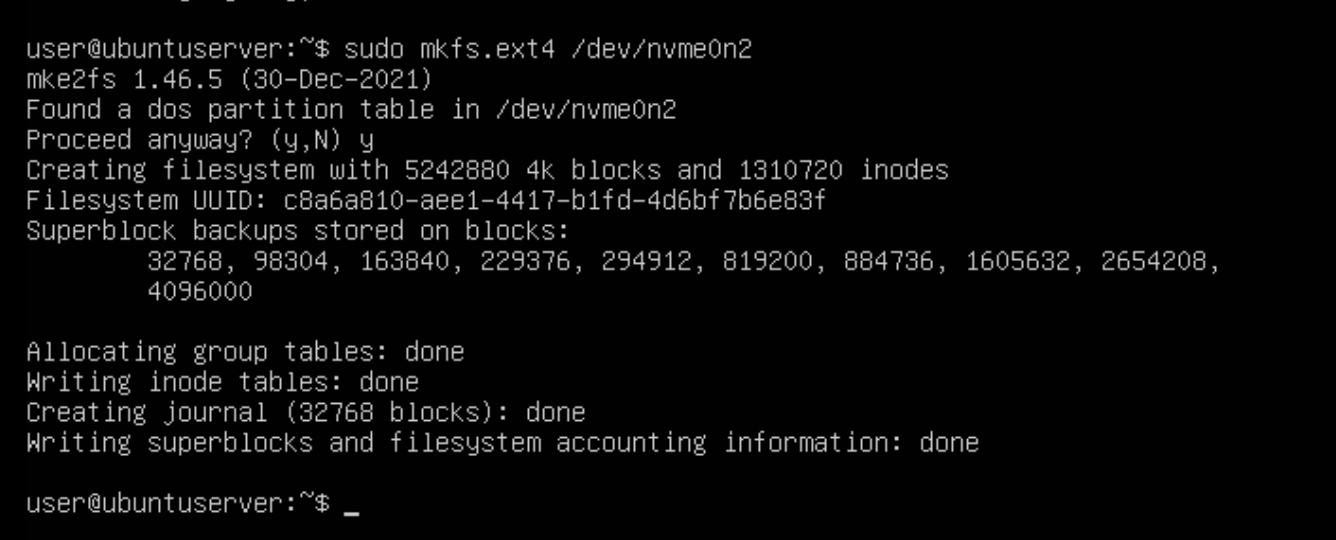 user@ubuntuserver:~$ sudo mkfs.ext4 /dev/nvme0n2
mke2fs 1.46.5 (30-Dec-2021)
Found a dos partition table in /dev/nvme0n2
Proceed anyway? (y,N) y
Creating filesystem with 5242880 4k blocks and 1310720 inodes
Filesystem UUID: c8a6a810-aee1-4417-b1fd-4d6bf7b6e83f
Superblock backups stored on blocks:
32768, 98304, 163840, 229376, 294912, 819200, 884736, 1605632, 2654208,
4096000
Allocating group tables: done
Writing inode tables: done
Creating journal (32768 blocks): done
Writing superblocks and filesystem accounting information: done
user@ubuntuserver:~$ _